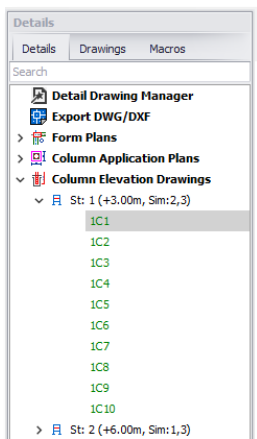 Details
Details Drawings Macros
Search
Detail Drawing Manager
Export DWG/DXF
Form Plans
Column Application Plans
Column Elevation Drawings
St: 1 (+3.00m, Sim:2,3)
1C1
1C2
1C3
1C4
1C5
1C6
1C7
1C8
1C9
1C10
St: 2 (+6.00m, Sim:1,3)